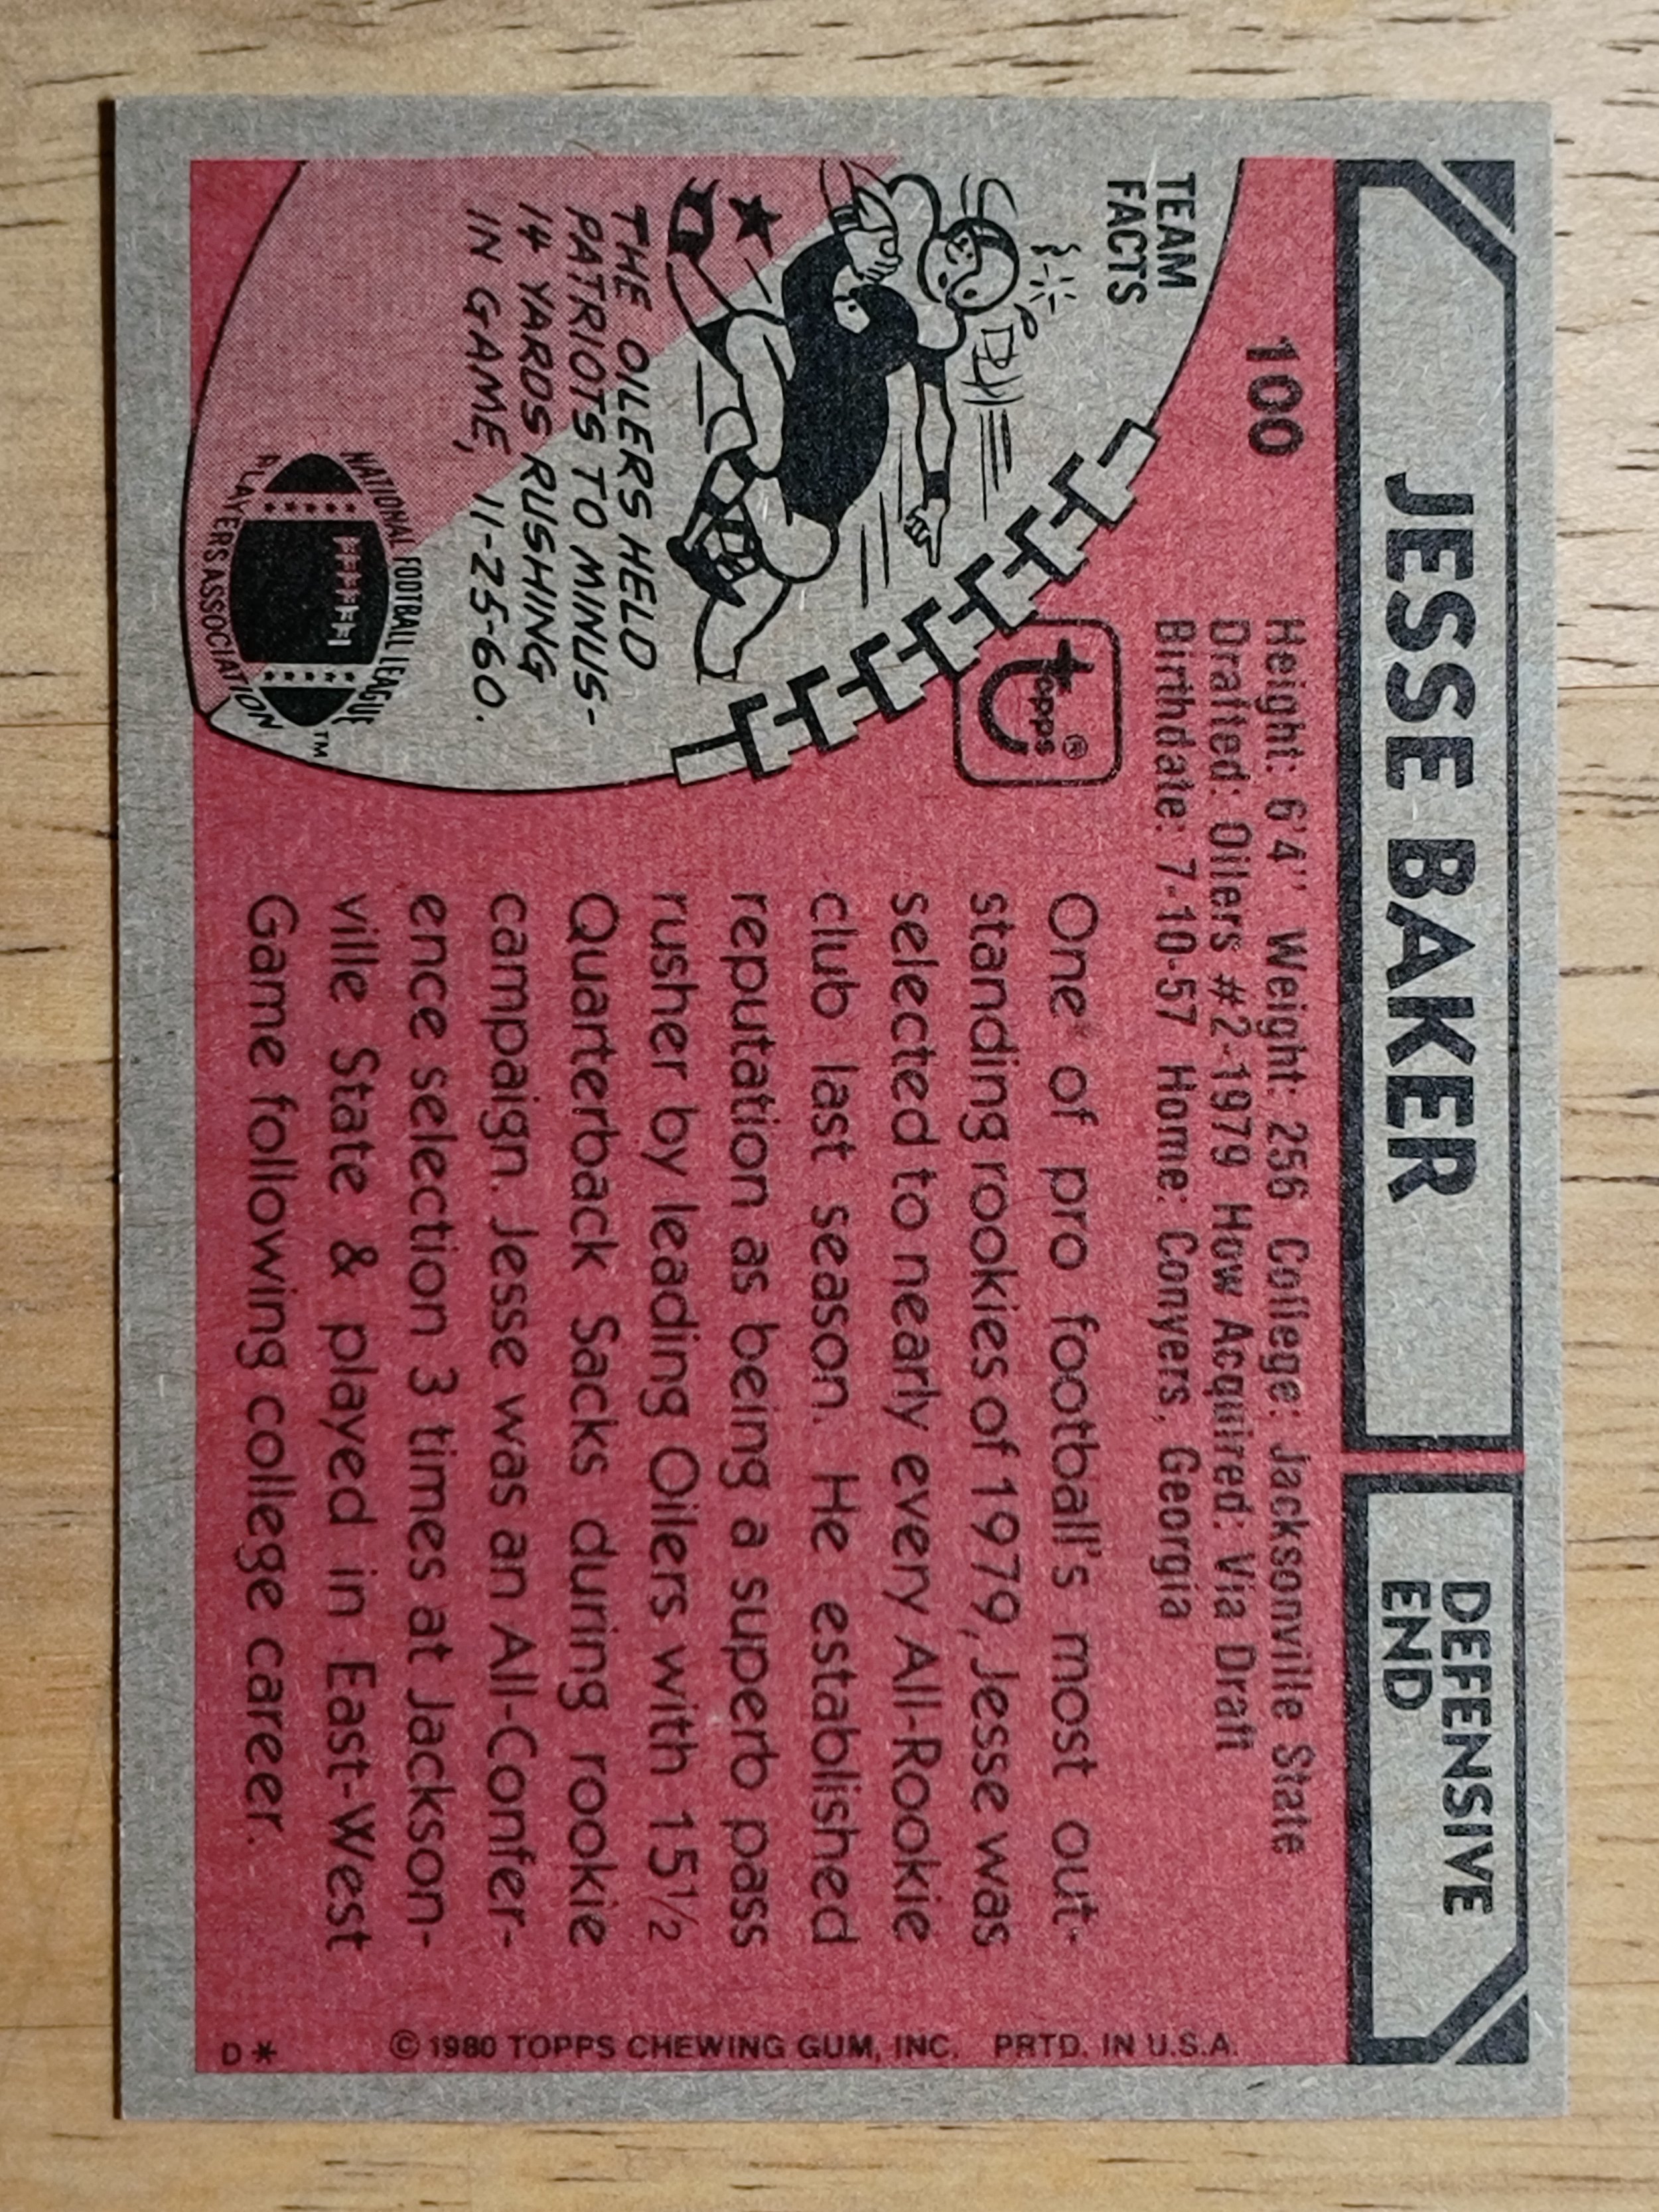 JESSE BAKER
DEFENSIVE
END
100
Height: 6'4'' Weight: 256 College: Jacksonville State
Drafted: Oilers #2-1979 How Acquired: Via Draft
Birthdate: 7-10-57 Home: Conyers, Georgia
topps®
TEAM
FACTS
THE OILERS HELD
PATRIOTS TO MINUS-
14 YARDS RUSHING
IN GAME, 11-25-60.
NATIONAL FOOTBALL LEAGUE
PLAYERS ASSOCIATION
TM
One of pro football's most out-
standing rookies of 1979, Jesse was
selected to nearly every All-Rookie
club last season. He established
reputation as being a superb pass
rusher by leading Oilers with 15½
Quarterback Sacks during rookie
campaign. Jesse was an All-Confer-
ence selection 3 times at Jackson-
ville State & played in East-West
Game following college career.
© 1980 TOPPS CHEWING GUM, INC. PRTD. IN U.S.A.
D*